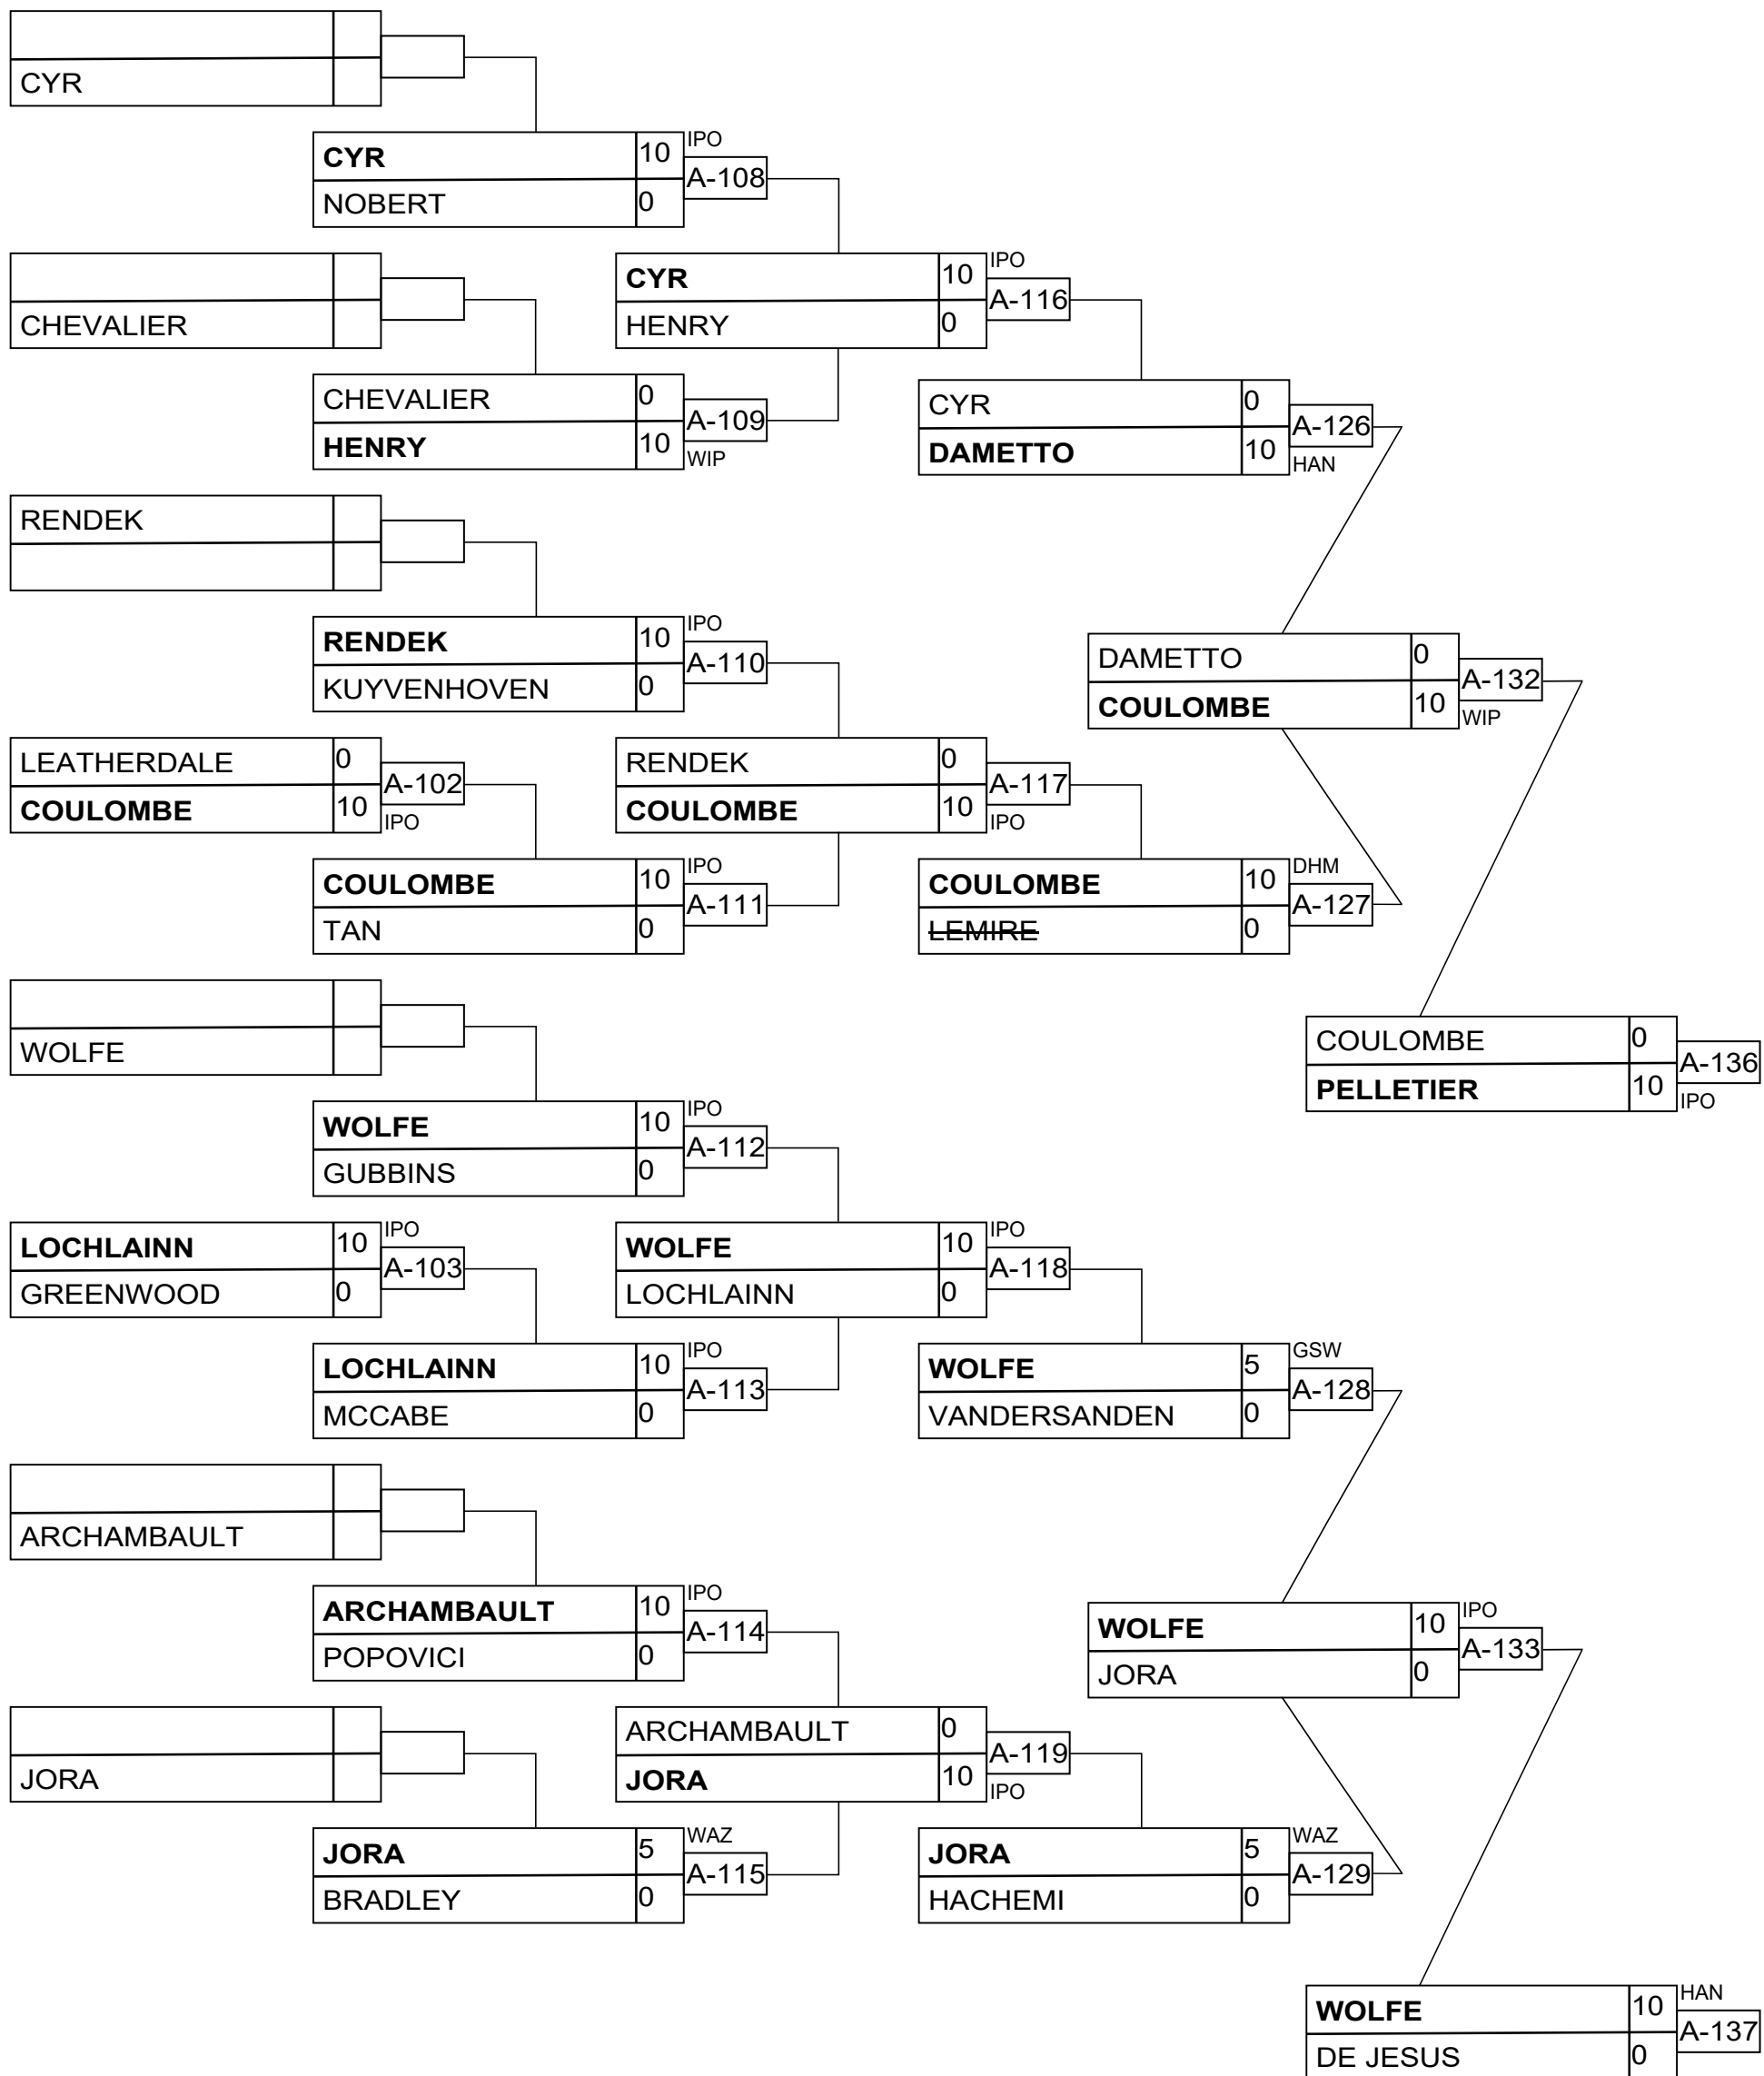 CYR
CYR 10 IPO
A-108
NOBERT 0
CHEVALIER
CYR 10 IPO
A-116
HENRY 0
CHEVALIER 0
A-109
HENRY 10 WIP
CYR 0
A-126
DAMETTO 10 HAN
RENDEK
RENDEK 10 IPO
A-110
KUYVENHOVEN 0
DAMETTO 0
A-132
COULOMBE 10 WIP
LEATHERDALE 0
A-102
COULOMBE 10 IPO
RENDEK 0
A-117
COULOMBE 10 IPO
COULOMBE 10 IPO
A-111
TAN 0
COULOMBE 10 DHM
A-127
LEMIRE 0
WOLFE
COULOMBE 0
A-136
PELLETIER 10 IPO
WOLFE 10 IPO
A-112
GUBBINS 0
LOCHLAINN 10 IPO
A-103
GREENWOOD 0
WOLFE 10 IPO
A-118
LOCHLAINN 0
LOCHLAINN 10 IPO
A-113
MCCABE 0
WOLFE 5 GSW
A-128
VANDERSANDEN 0
ARCHAMBAULT
ARCHAMBAULT 10 IPO
A-114
POPOVICI 0
WOLFE 10 IPO
A-133
JORA 0
JORA
ARCHAMBAULT 0
A-119
JORA 10 IPO
JORA 5 WAZ
A-115
BRADLEY 0
JORA 5 WAZ
A-129
HACHEMI 0
WOLFE 10 HAN
A-137
DE JESUS 0